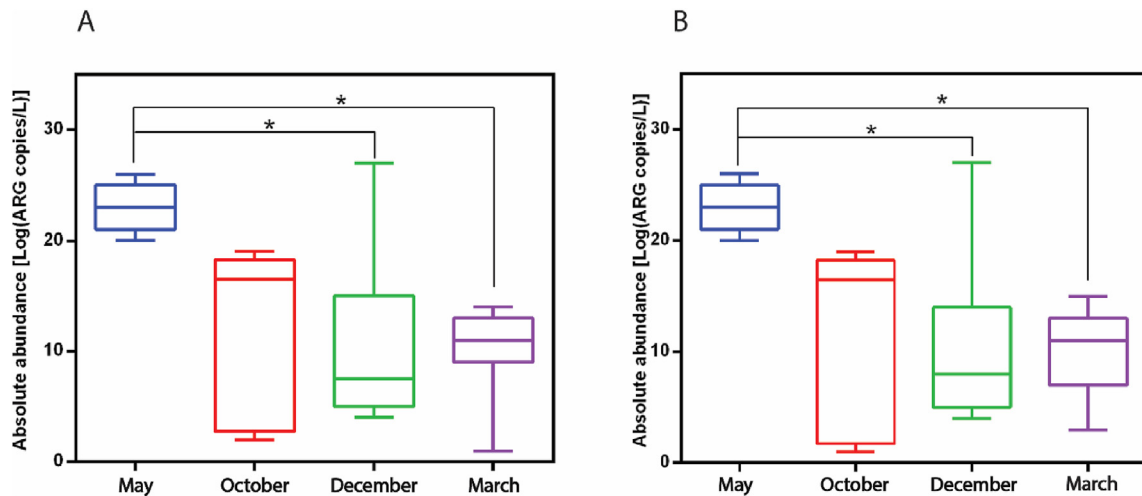 A
B
Absolute abundance [Log(ARG copies/L)]
30
20
10
0
*
*
May
October
December
March
Absolute abundance [Log(ARG copies/L)]
30
20
10
0
*
*
May
October
December
March